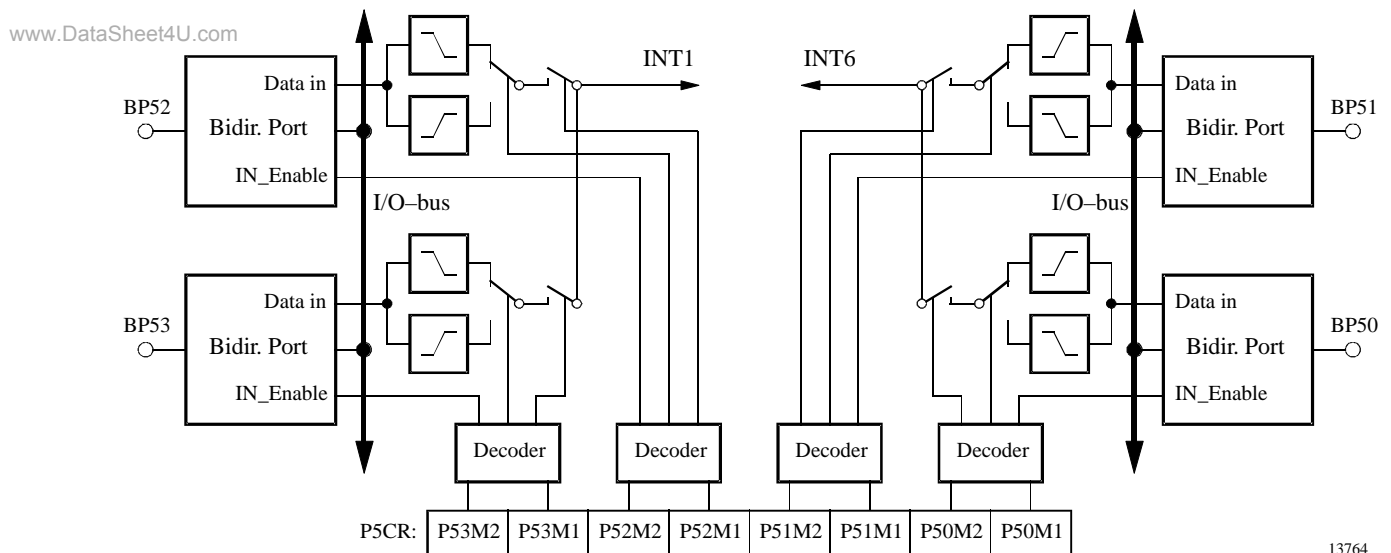 www.DataSheet4U.com
INT1 INT6
Data in Data in
BP52 BP51
Bidir. Port Bidir. Port
IN_Enable IN_Enable
I/O–bus I/O–bus
Data in Data in
BP53 BP50
Bidir. Port Bidir. Port
IN_Enable IN_Enable
Decoder Decoder Decoder Decoder
P5CR: P53M2 P53M1 P52M2 P52M1 P51M2 P51M1 P50M2 P50M1
13764